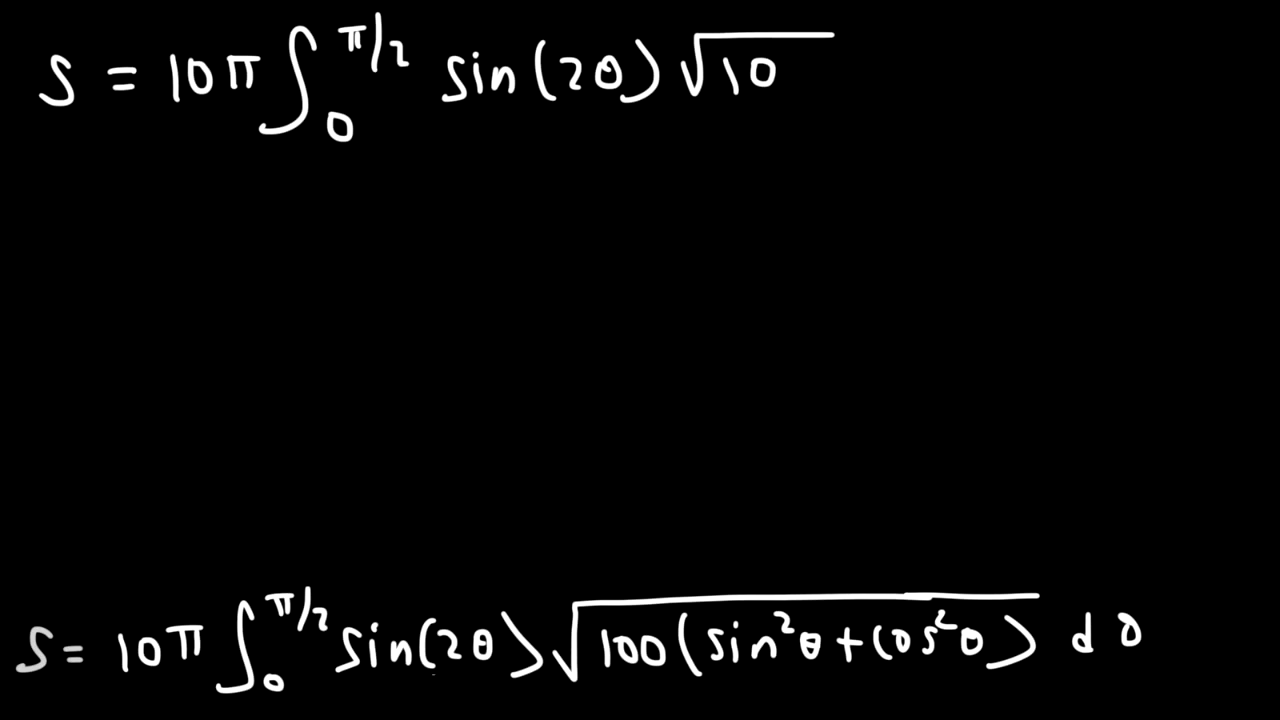 S = 10π ∫₀^π/2 sin(2θ) √10
S = 10π ∫₀^π/2 sin(2θ) √100(sin²θ + cos²θ) dθ